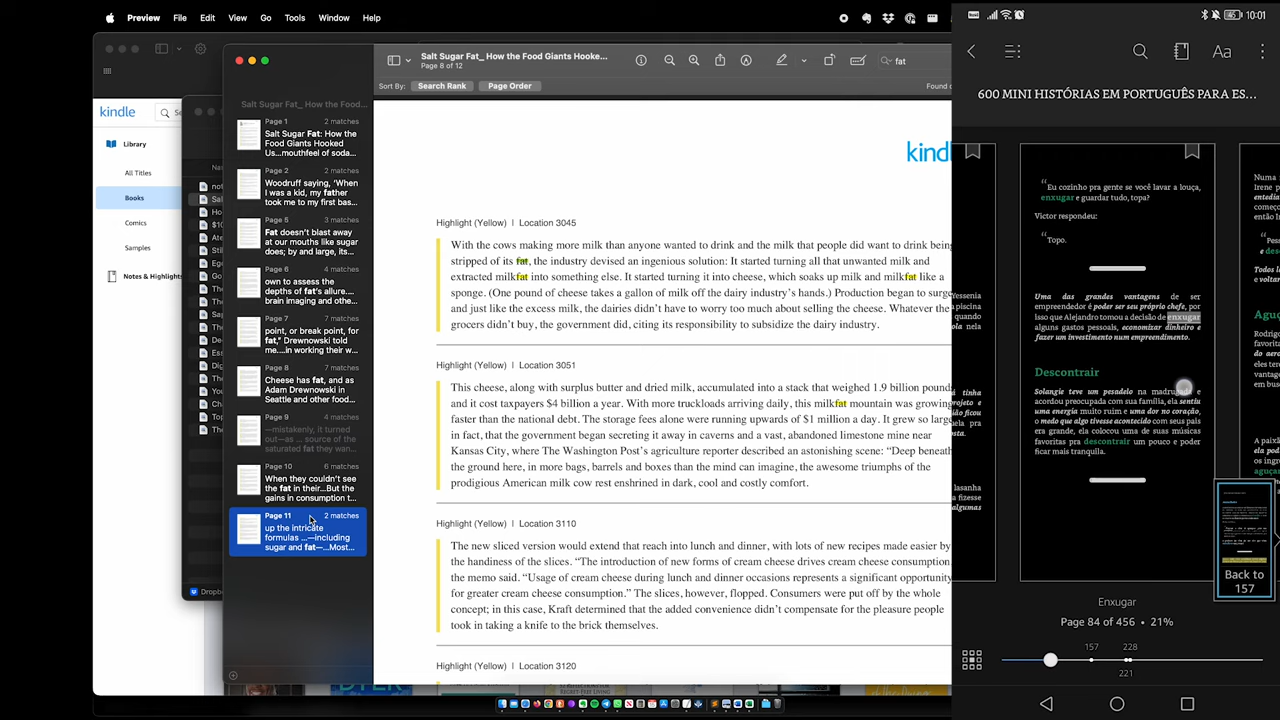 Preview File Edit View Go Tools Window Help
kindle
Library
All Titles
Books
Comics
Samples
Notes & Highlights
Salt Sugar Fat_ How the Food Giants Hooke...
Page 8 of 12
fat
Sort By: Search Rank Page Order
Found o
Salt Sugar Fat_ How the Food...
Page 1 2 matches
Salt Sugar Fat: How the
Food Giants Hooked
Us...mouthfeel of soda...
Page 2 2 matches
Woodruff saying, 'When
I was a kid, my father
took me to my first bas...
Page 5 3 matches
Fat doesn't blast away
at our mouths like sugar
does; by and large, its...
Page 6 4 matches
own to assess the
depths of fat's allure....
brain imaging and othe...
Page 7 7 matches
point, or break point, for
fat," Drewnowski told
me....in working their w...
Page 8 7 matches
Cheese has fat, and as
Adam Drewnowski in
Seattle and other food...
Page 9 4 matches
—mistakenly, it turned
out—as ... source of the
saturated fat they wan...
Page 10 6 matches
When they couldn't see
the fat in their...But the
gains in consumption t...
Page 11 2 matches
up the intricate
formulas ...—including
sugar and fat—...Most...
Dropb
kindl
Highlight (Yellow) | Location 3045
With the cows making more milk than anyone wanted to drink and the milk that people did want to drink being
stripped of its fat, the industry devised an ingenious solution: It started turning all that unwanted milk and
extracted milkfat into something else. It started turning it into cheese, which soaks up milk and milkfat like a
sponge. (One pound of cheese takes a gallon of milk off the dairy industry's hands.) Production began to surge
and just like the excess milk, the dairies didn't have to worry too much about selling the cheese. Whatever the
grocers didn't buy, the government did, citing its responsibility to subsidize the dairy industry.
Highlight (Yellow) | Location 3051
This cheese, along with surplus butter and dried milk, accumulated into a stack that weighed 1.9 billion pound
and cost taxpayers $4 billion a year. With more truckloads arriving daily, this milkfat mountain was growing
faster than the national debt. The storage fees alone were running upwards of $1 million a day. It grew so large
in fact, that the government began secreting it away in caverns and a vast, abandoned limestone mine near
Kansas City, where The Washington Post's agriculture reporter described an astonishing scene: "Deep beneath
the ground here, in more bags, barrels and boxes than the mind can imagine, the awesome triumphs of the
prodigious American milk cow rest enshrined in dark, cool and costly comfort.
Highlight (Yellow) | Location 3110
The new sliced version would extend that reach into lunch and dinner, with lots of new recipes made easier by
the handiness of the slices. "The introduction of new forms of cream cheese drives cream cheese consumption.
the memo said. "Usage of cream cheese during lunch and dinner occasions represents a significant opportunity
for greater cream cheese consumption." The slices, however, flopped. Consumers were put off by the whole
concept; in this case, Kraft determined that the added convenience didn't compensate for the pleasure people
took in taking a knife to the brick themselves.
Highlight (Yellow) | Location 3120
10:01
Aa
600 MINI HISTÓRIAS EM PORTUGUÊS PARA ES...
"Eu cozinho pra gente se você lavar a louça,
enxugar e guardar tudo, topa?
Victor respondeu:
"Topo.
Uma das grandes vantagens de ser
empreendedor é poder ser seu próprio chefe, por
isso que Alejandro tomou a decisão de enxugar
alguns gastos pessoais, economizar dinheiro e
fazer um investimento num empreendimento.
Descontrair
Solangie teve um pesadelo na madrugada e
acordou preocupada com sua família, ela sentiu
uma energia muito ruim e uma dor no coração,
o medo que algo tivesse acontecido com seus pais
era grande, ela colocou uma de suas músicas
favoritas pra descontrair um pouco e poder
ficar mais tranquila.
Back to
157
Enxugar
Page 84 of 456 • 21%
157 228
221